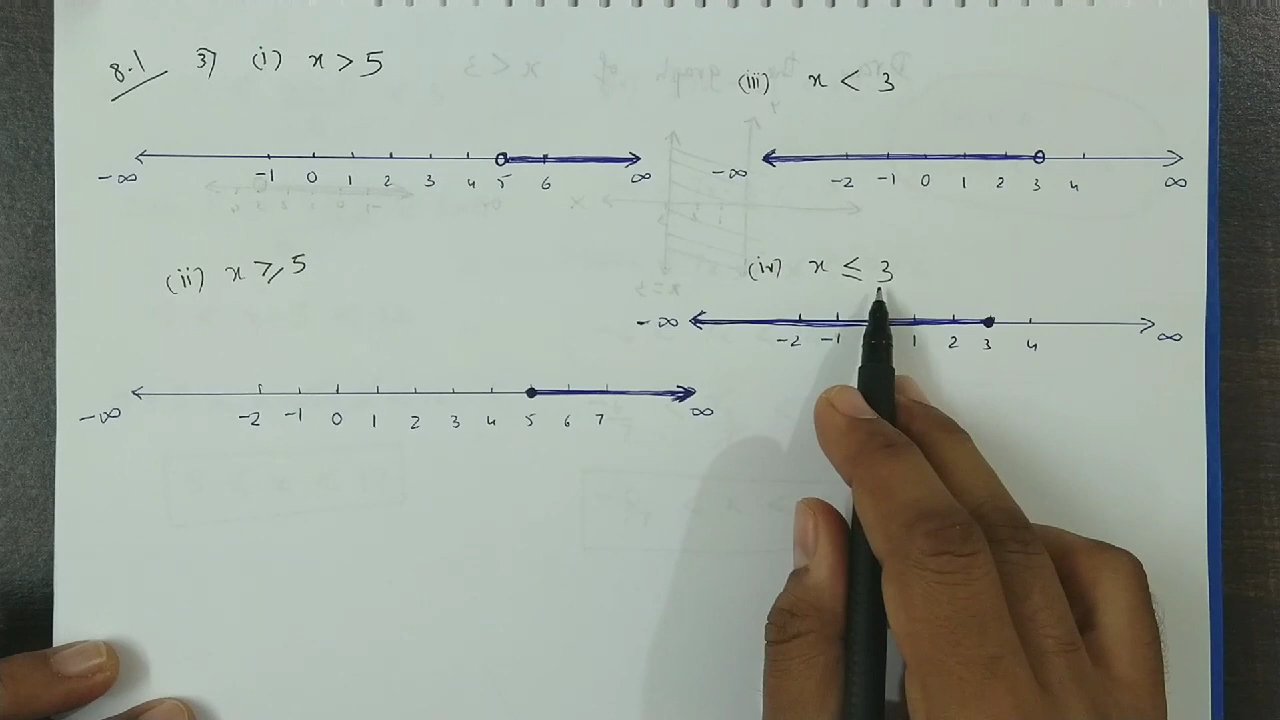 8.1 3) (i) x > 5
-∞ -1 0 1 2 3 4 5 6 ∞
(ii) x ≥ 5
-∞ -2 -1 0 1 2 3 4 5 6 7 ∞
(iii) x < 3
-∞ -2 -1 0 1 2 3 4 ∞
(iv) x ≤ 3
-∞ -2 -1 1 2 3 4 ∞